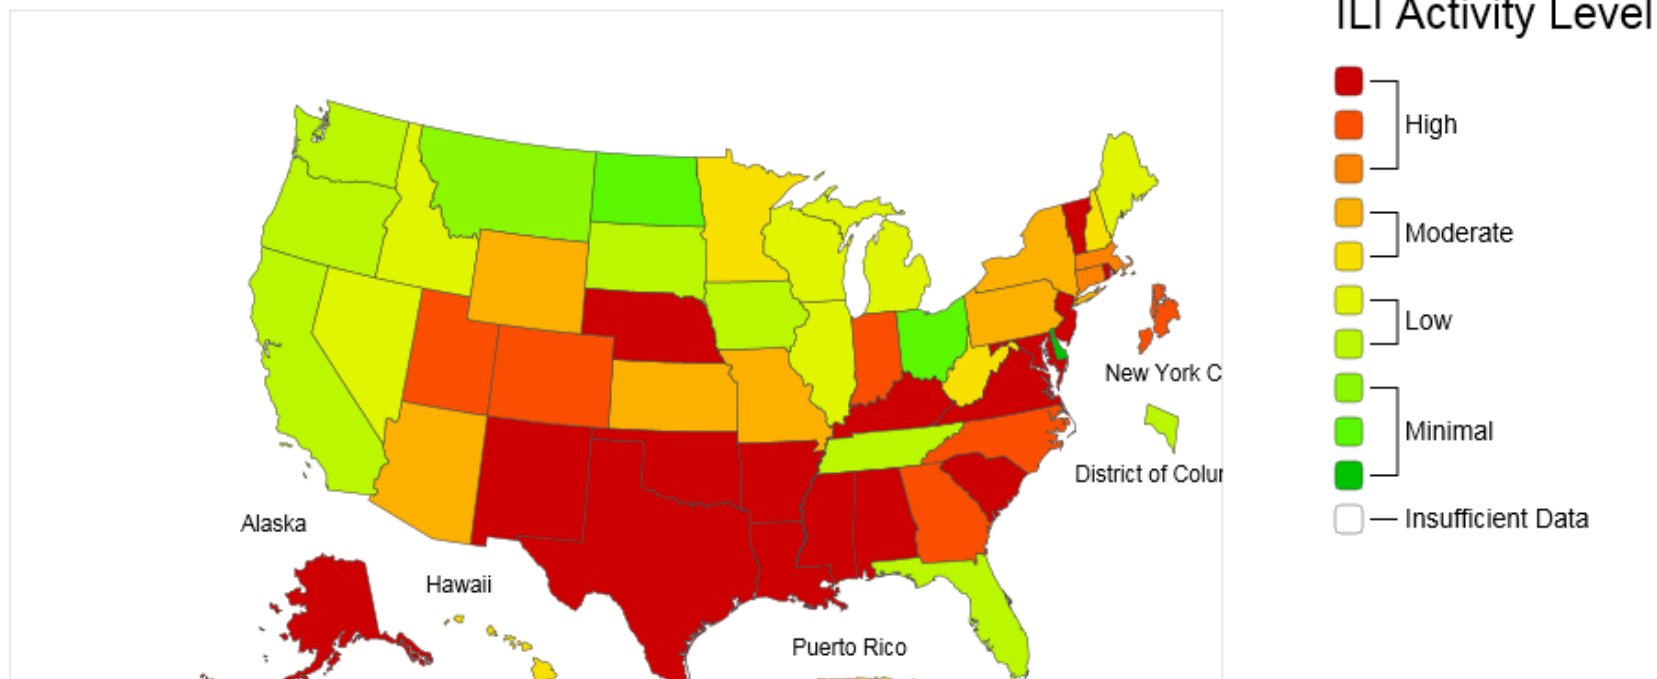 ILI Activity Level
High
Moderate
Low
Minimal
Insufficient Data
New York C
District of Colur
Alaska
Hawaii
Puerto Rico